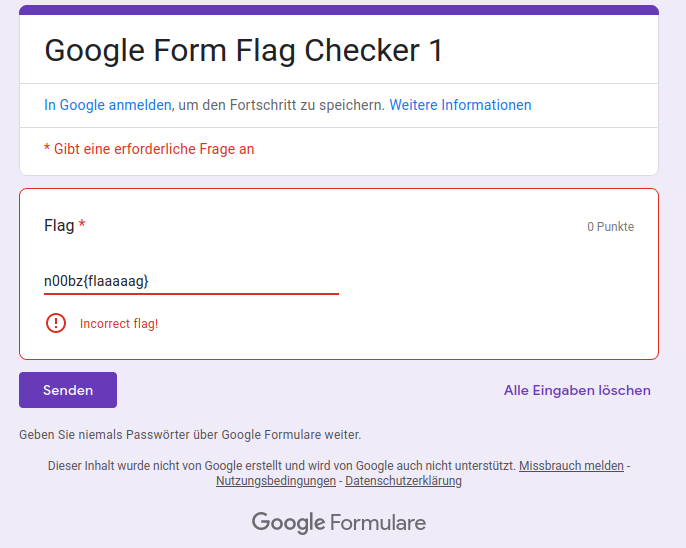 Google Form Flag Checker 1
In Google anmelden, um den Fortschritt zu speichern. Weitere Informationen
* Gibt eine erforderliche Frage an
Flag *
0 Punkte
n00bz{flaaaaag}
Incorrect flag!
Senden
Alle Eingaben löschen
Geben Sie niemals Passwörter über Google Formulare weiter.
Dieser Inhalt wurde nicht von Google erstellt und wird von Google auch nicht unterstützt. Missbrauch melden -
Nutzungsbedingungen - Datenschutzerklärung
Google Formulare